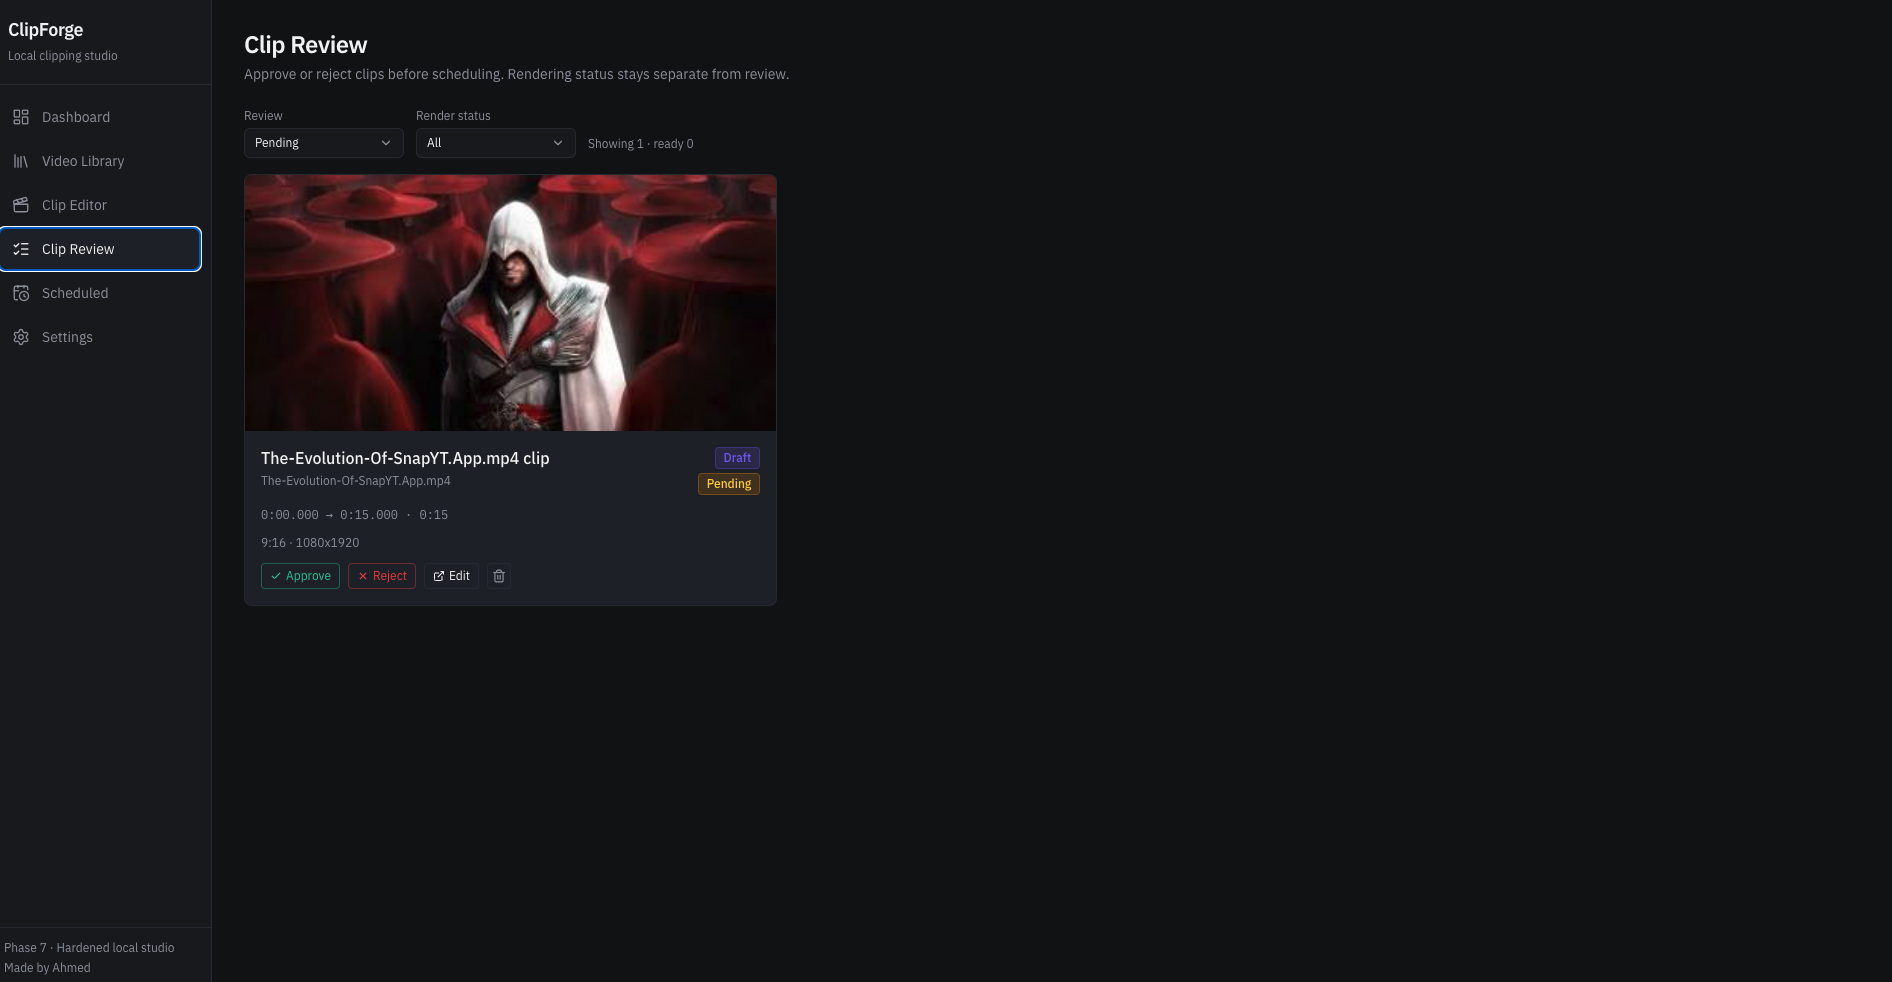 ClipForge
Local clipping studio
Dashboard
Video Library
Clip Editor
Clip Review
Scheduled
Settings
Phase 7 · Hardened local studio
Made by Ahmed
Clip Review
Approve or reject clips before scheduling. Rendering status stays separate from review.
Review
Render status
Pending
All
Showing 1 · ready 0
The-Evolution-Of-SnapYT.App.mp4 clip
Draft
The-Evolution-Of-SnapYT.App.mp4
Pending
0:00.000 → 0:15.000 · 0:15
9:16 · 1080x1920
Approve
Reject
Edit